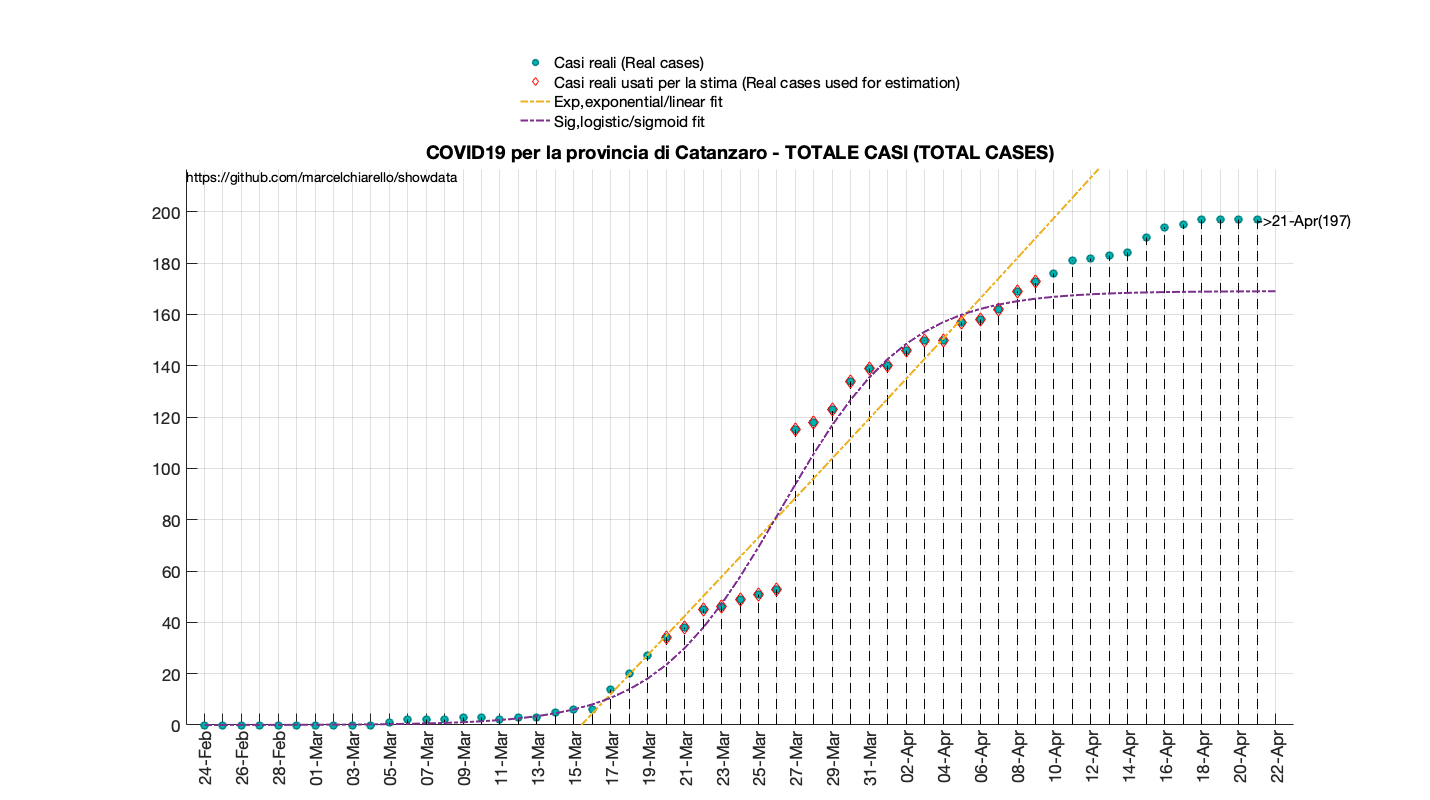 Casi reali (Real cases)
Casi reali usati per la stima (Real cases used for estimation)
Exp,exponential/linear fit
Sig,logistic/sigmoid fit
COVID19 per la provincia di Catanzaro - TOTALE CASI (TOTAL CASES)
https://github.com/marcelchiarello/showdata
200
180
160
140
120
100
80
60
40
20
0
->21-Apr(197)
24-Feb
26-Feb
28-Feb
01-Mar
03-Mar
05-Mar
07-Mar
09-Mar
11-Mar
13-Mar
15-Mar
17-Mar
19-Mar
21-Mar
23-Mar
25-Mar
27-Mar
29-Mar
31-Mar
02-Apr
04-Apr
06-Apr
08-Apr
10-Apr
12-Apr
14-Apr
16-Apr
18-Apr
20-Apr
22-Apr